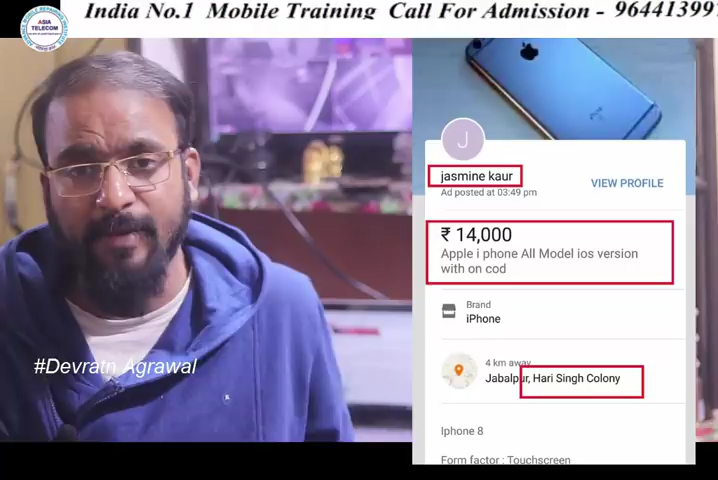 India No.1 Mobile Training Call For Admission - 96441399
ASIA
TELECOM
J
jasmine kaur
Ad posted at 03:49 pm
VIEW PROFILE
₹ 14,000
Apple i phone All Model ios version
with on cod
Brand
iPhone
4 km away
Jabalpur, Hari Singh Colony
Iphone 8
Form factor : Touchscreen
#Devratn Agrawal